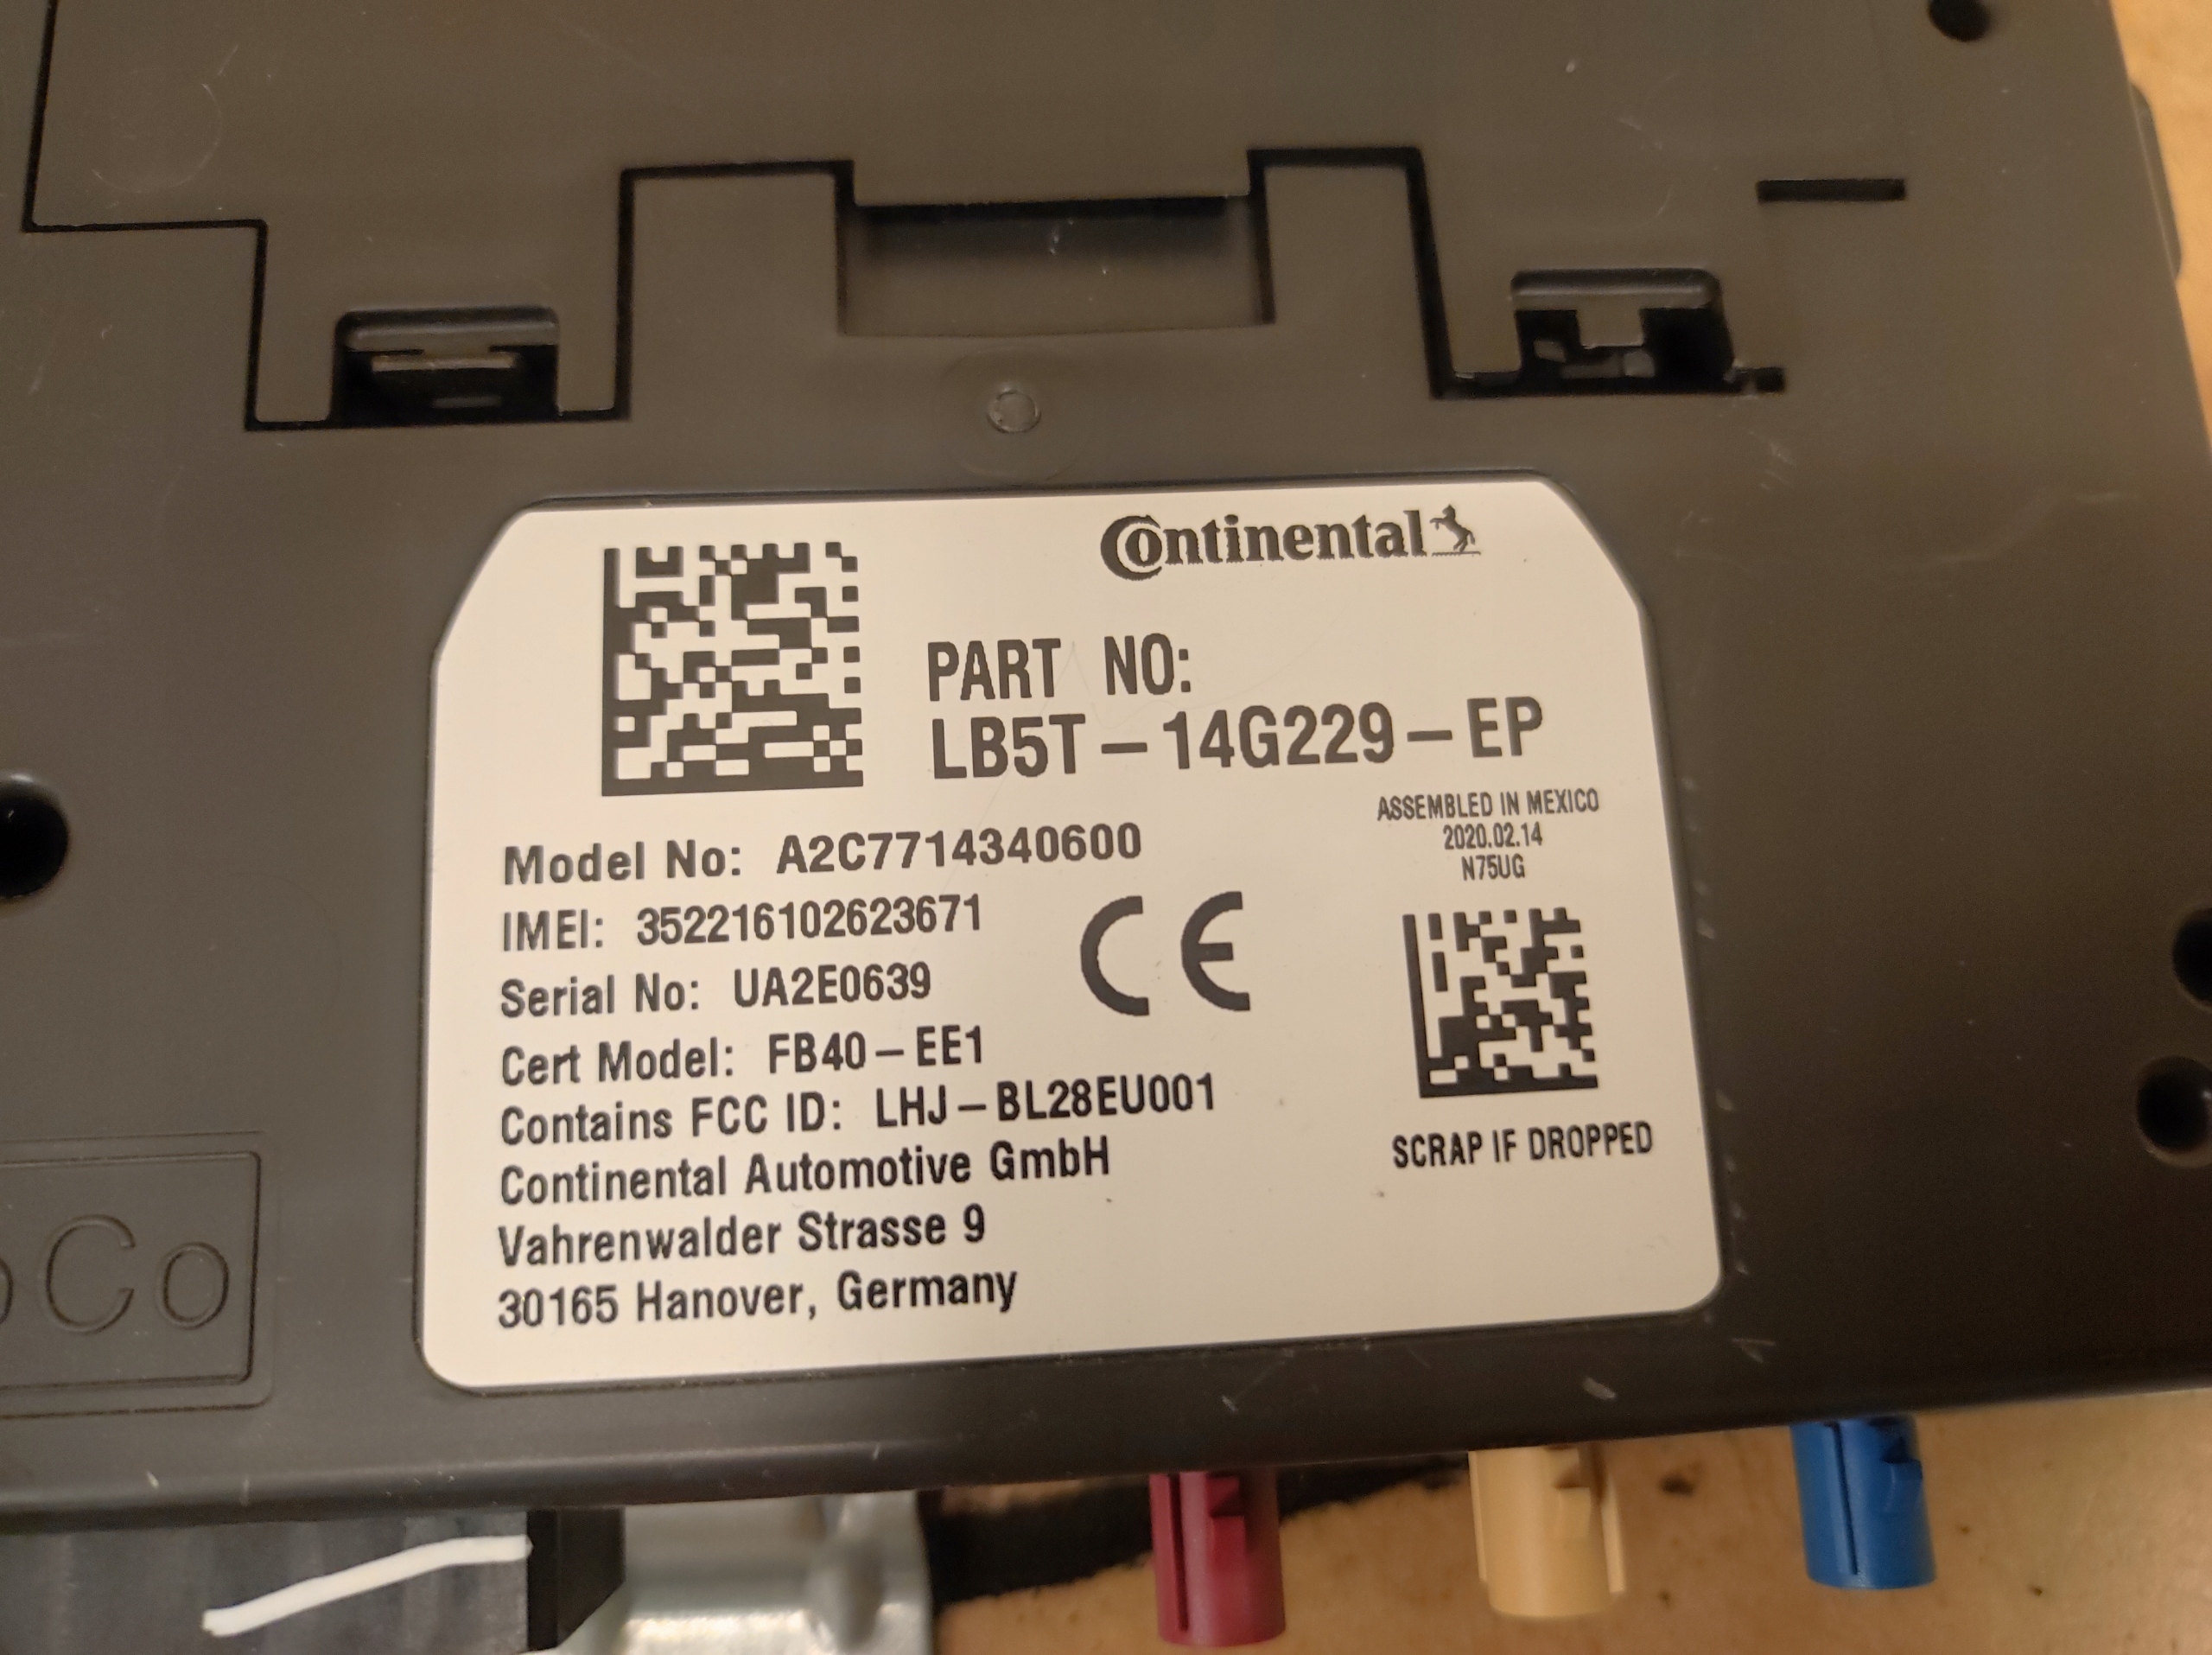 Continental
PART NO:
LB5T-14G229-EP
ASSEMBLED IN MEXICO
2020.02.14
N75UG
Model No: A2C7714340600
IMEI: 352216102623671
Serial No: UA2E0639
CE
Cert Model: FB40-EE1
Contains FCC ID: LHJ-BL28EU001
Continental Automotive GmbH
Vahrenwalder Strasse 9
30165 Hanover, Germany
SCRAP IF DROPPED